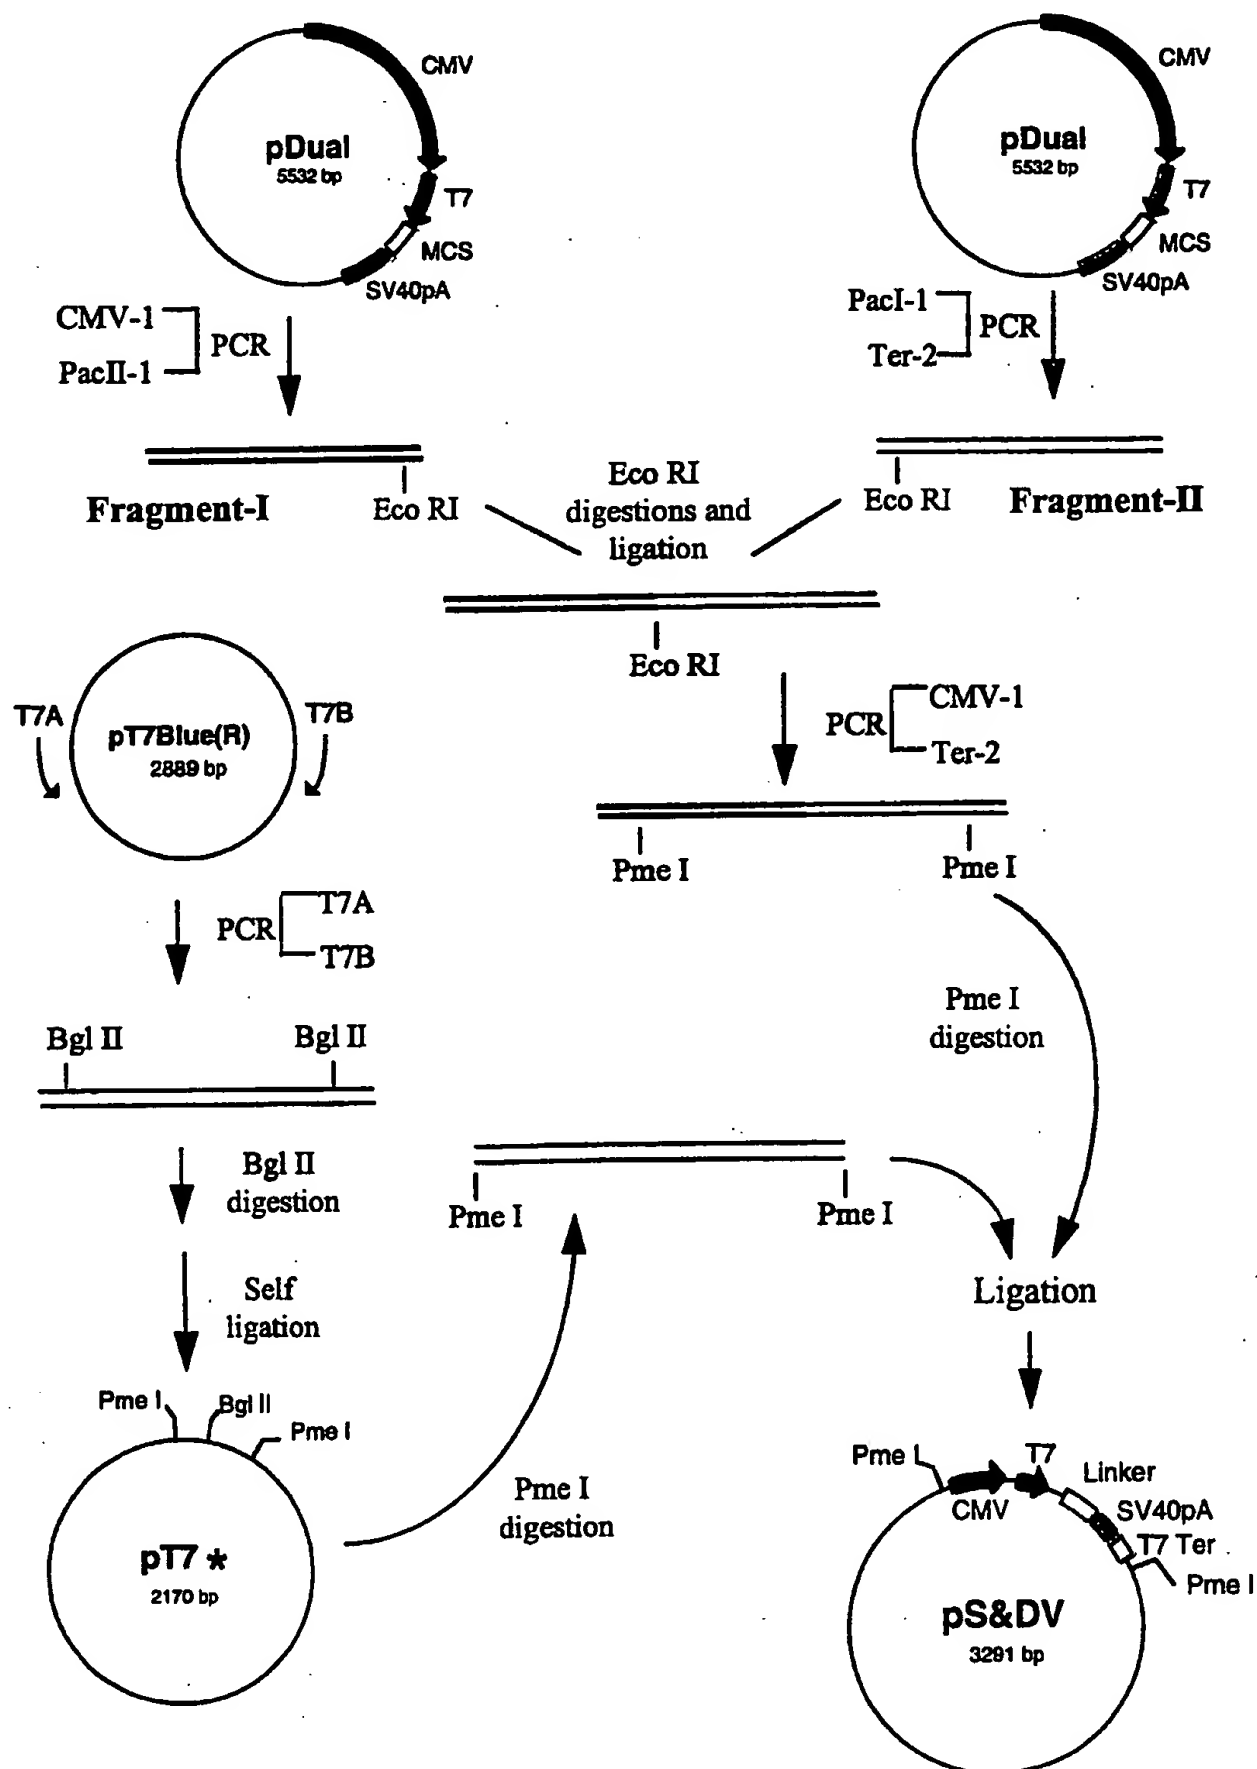 CMV
pDual
5532 bp
T7
MCS
SV40pA
CMV-1
PCR
PacII-1
CMV
pDual
5532 bp
T7
MCS
SV40pA
PacI-1
PCR
Ter-2
Fragment-I
Eco RI
Eco RI
digestions and
ligation
Eco RI
Fragment-II
Eco RI
T7A
T7B
pT7Blue(R)
2889 bp
PCR
CMV-1
Ter-2
Pme I
Pme I
PCR
T7A
T7B
Pme I
digestion
Bgl II
Bgl II
Bgl II
digestion
Pme I
Pme I
Self
ligation
Ligation
Pme I
Bgl II
Pme I
pT7 *
2170 bp
Pme I
digestion
Pme I
T7
Linker
CMV
SV40pA
T7 Ter
Pme I
pS&DV
3291 bp